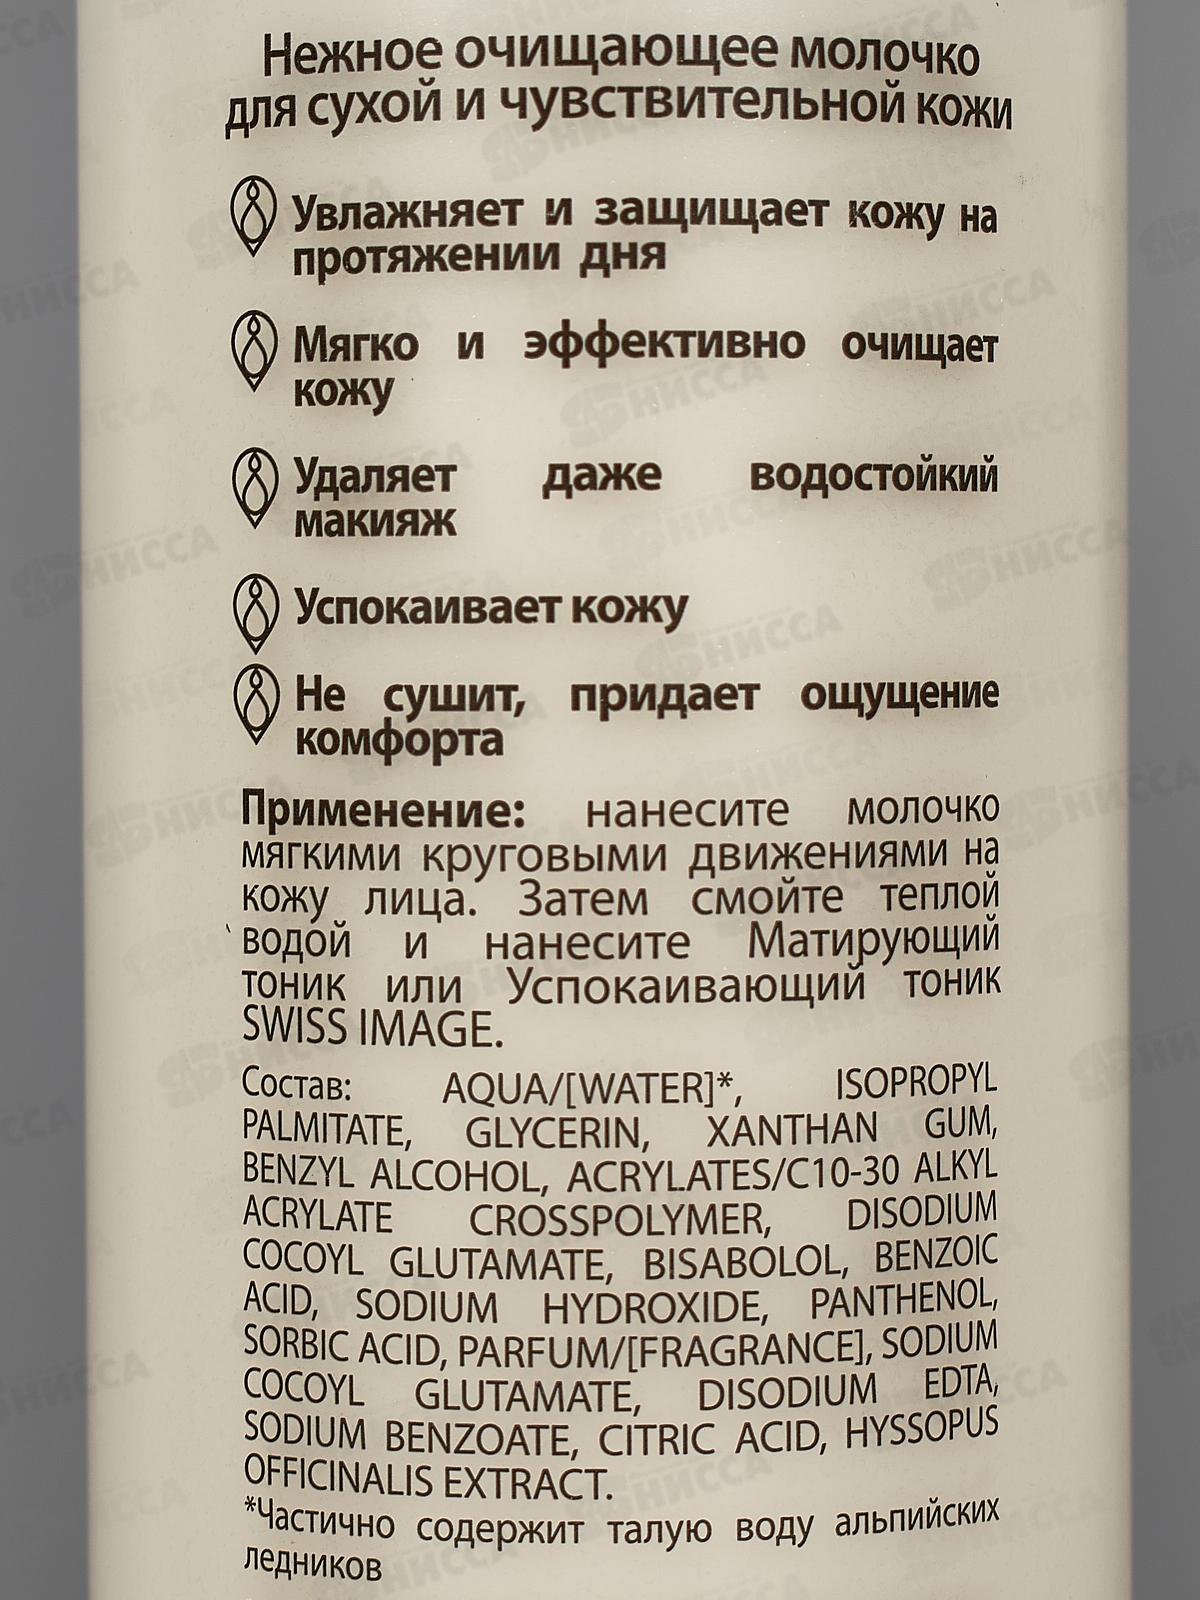 Нежное очищающее молочко
для сухой и чувствительной кожи
Увлажняет и защищает кожу на
протяжении дня
Мягко и эффективно очищает
кожу
Удаляет даже водостойкий
макияж
Успокаивает кожу
Не сушит, придает ощущение
комфорта
Применение: нанесите молочко
мягкими круговыми движениями на
кожу лица. Затем смойте теплой
водой и нанесите Матирующий
тоник или Успокаивающий тоник
SWISS IMAGE.
Состав: AQUA/[WATER]*, ISOPROPYL
PALMITATE, GLYCERIN, XANTHAN GUM,
BENZYL ALCOHOL, ACRYLATES/C10-30 ALKYL
ACRYLATE CROSSPOLYMER, DISODIUM
COCOYL GLUTAMATE, BISABOLOL, BENZOIC
ACID, SODIUM HYDROXIDE, PANTHENOL,
SORBIC ACID, PARFUM/[FRAGRANCE], SODIUM
COCOYL GLUTAMATE, DISODIUM EDTA,
SODIUM BENZOATE, CITRIC ACID, HYSSOPUS
OFFICINALIS EXTRACT.
*Частично содержит талую воду альпийских
ледников